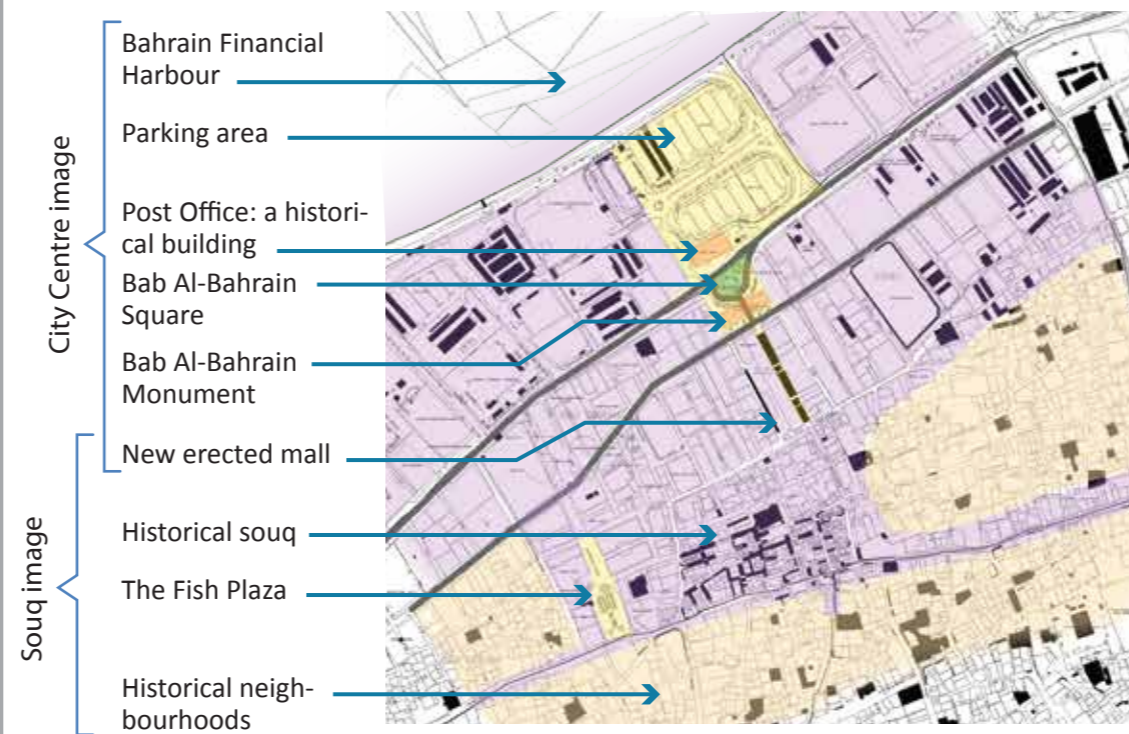 City Centre image
Bahrain Financial
Harbour
Parking area
Post Office: a histori-
cal building
Bab Al-Bahrain
Square
Bab Al-Bahrain
Monument
New erected mall
Souq image
Historical souq
The Fish Plaza
Historical neigh-
bourhoods